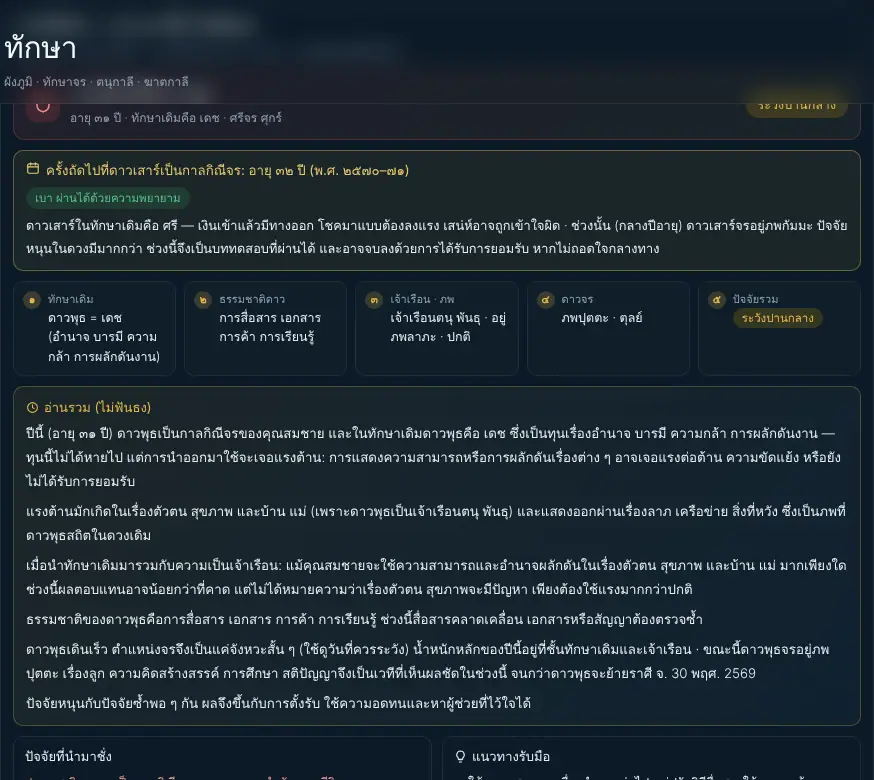 ทักษา
ผังภูมิ · ทักษาจร · ตนุกาลี · ฆาตกาลี
ระวังปานกลาง
อายุ ๓๑ ปี · ทักษาเดิมคือ เดช · ศรีจร ศุกร์
ครั้งถัดไปที่ดาวเสาร์เป็นกาลกิณีจร: อายุ ๓๒ ปี (พ.ศ. ๒๕๗๐–๗๑)
เบา ผ่านได้ด้วยความพยายาม
ดาวเสาร์ในทักษาเดิมคือ ศรี — เงินเข้าแล้วมีทางออก โชคมาแบบต้องลงแรง เสน่ห์อาจถูกเข้าใจผิด · ช่วงนั้น (กลางปีอายุ) ดาวเสาร์จรอยู่ภพกัมมะ ปัจจัย
หนุนในดวงมีมากกว่า ช่วงนี้จึงเป็นบททดสอบที่ผ่านได้ และอาจจบลงด้วยการได้รับการยอมรับ หากไม่ถอดใจกลางทาง
๑ ทักษาเดิม
ดาวพุธ = เดช
(อำนาจ บารมี ความ
กล้า การผลักดันงาน)
๒ ธรรมชาติดาว
การสื่อสาร เอกสาร
การค้า การเรียนรู้
๓ เจ้าเรือน · ภพ
เจ้าเรือนตนุ พันธุ · อยู่
ภพลาภะ · ปกติ
๔ ดาวจร
ภพปุตตะ · ตุลย์
๕ ปัจจัยรวม
ระวังปานกลาง
อ่านรวม (ไม่ฟันธง)
ปีนี้ (อายุ ๓๑ ปี) ดาวพุธเป็นกาลกิณีจรของคุณสมชาย และในทักษาเดิมดาวพุธคือ เดช ซึ่งเป็นทุนเรื่องอำนาจ บารมี ความกล้า การผลักดันงาน —
ทุนนี้ไม่ได้หายไป แต่การนำออกมาใช้จะเจอแรงต้าน: การแสดงความสามารถหรือการผลักดันเรื่องต่าง ๆ อาจเจอแรงต่อต้าน ความขัดแย้ง หรือยัง
ไม่ได้รับการยอมรับ
แรงต้านมักเกิดในเรื่องตัวตน สุขภาพ และบ้าน แม่ (เพราะดาวพุธเป็นเจ้าเรือนตนุ พันธุ) และแสดงออกผ่านเรื่องลาภ เครือข่าย สิ่งที่หวัง ซึ่งเป็นภพที่
ดาวพุธสถิตในดวงเดิม
เมื่อนำทักษาเดิมมารวมกับความเป็นเจ้าเรือน: แม้คุณสมชายจะใช้ความสามารถและอำนาจผลักดันในเรื่องตัวตน สุขภาพ และบ้าน แม่ มากเพียงใด
ช่วงนี้ผลตอบแทนอาจน้อยกว่าที่คาด แต่ไม่ได้หมายความว่าเรื่องตัวตน สุขภาพจะมีปัญหา เพียงต้องใช้แรงมากกว่าปกติ
ธรรมชาติของดาวพุธคือการสื่อสาร เอกสาร การค้า การเรียนรู้ ช่วงนี้สื่อสารคลาดเคลื่อน เอกสารหรือสัญญาต้องตรวจซ้ำ
ดาวพุธเดินเร็ว ตำแหน่งจรจึงเป็นแค่จังหวะสั้น ๆ (ใช้ดูวันที่ควรระวัง) น้ำหนักหลักของปีนี้อยู่ที่ชั้นทักษาเดิมและเจ้าเรือน · ขณะนี้ดาวพุธจรอยู่ภพ
ปุตตะ เรื่องลูก ความคิดสร้างสรรค์ การศึกษา สติปัญญาจึงเป็นเวทีที่เห็นผลชัดในช่วงนี้ จนกว่าดาวพุธจะย้ายราศี จ. 30 พฤศ. 2569
ปัจจัยหนุนกับปัจจัยซ้ำพอ ๆ กัน ผลจึงขึ้นกับการตั้งรับ ใช้ความอดทนและหาผู้ช่วยที่ไว้ใจได้
ปัจจัยที่นำมาชั่ง
แนวทางรับมือ